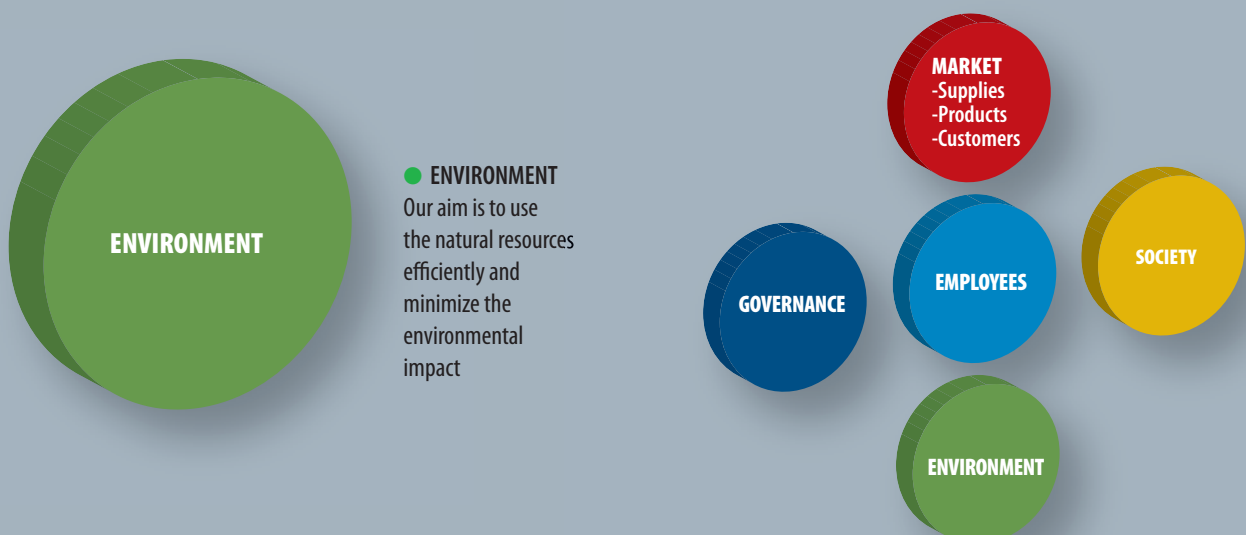 ENVIRONMENT
● ENVIRONMENT
Our aim is to use
the natural resources
efficiently and
minimize the
environmental
impact
MARKET
-Supplies
-Products
-Customers
GOVERNANCE
EMPLOYEES
SOCIETY
ENVIRONMENT